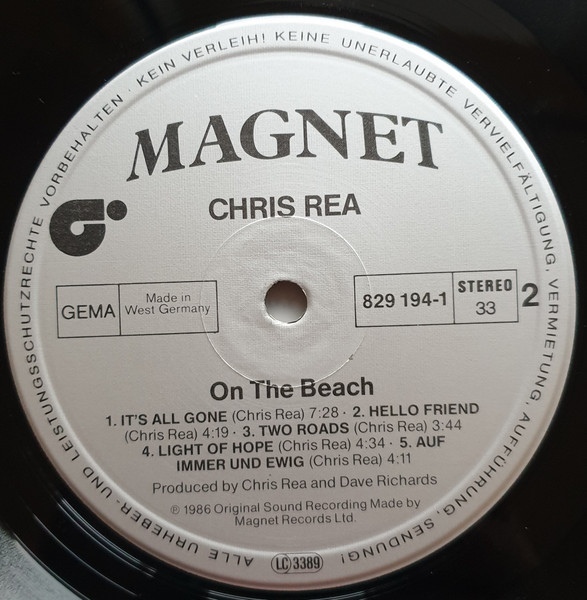 ALLE URHEBER- UND LEISTUNGSSCHUTZRECHTE VORBEHALTEN · KEIN VERLEIH! KEINE UNERLAUBTE VERVIELFÄLTIGUNG, VERMIETUNG, AUFFÜHRUNG, SENDUNG!
MAGNET
CHRIS REA
GEMA
Made in
West Germany
829 194-1
STEREO
33
2
On The Beach
1. IT'S ALL GONE (Chris Rea) 7:28 · 2. HELLO FRIEND
(Chris Rea) 4:19 · 3. TWO ROADS (Chris Rea) 3:44
4. LIGHT OF HOPE (Chris Rea) 4:34 · 5. AUF
IMMER UND EWIG (Chris Rea) 4:11
Produced by Chris Rea and Dave Richards
℗ 1986 Original Sound Recording Made by
Magnet Records Ltd.
LC 3389